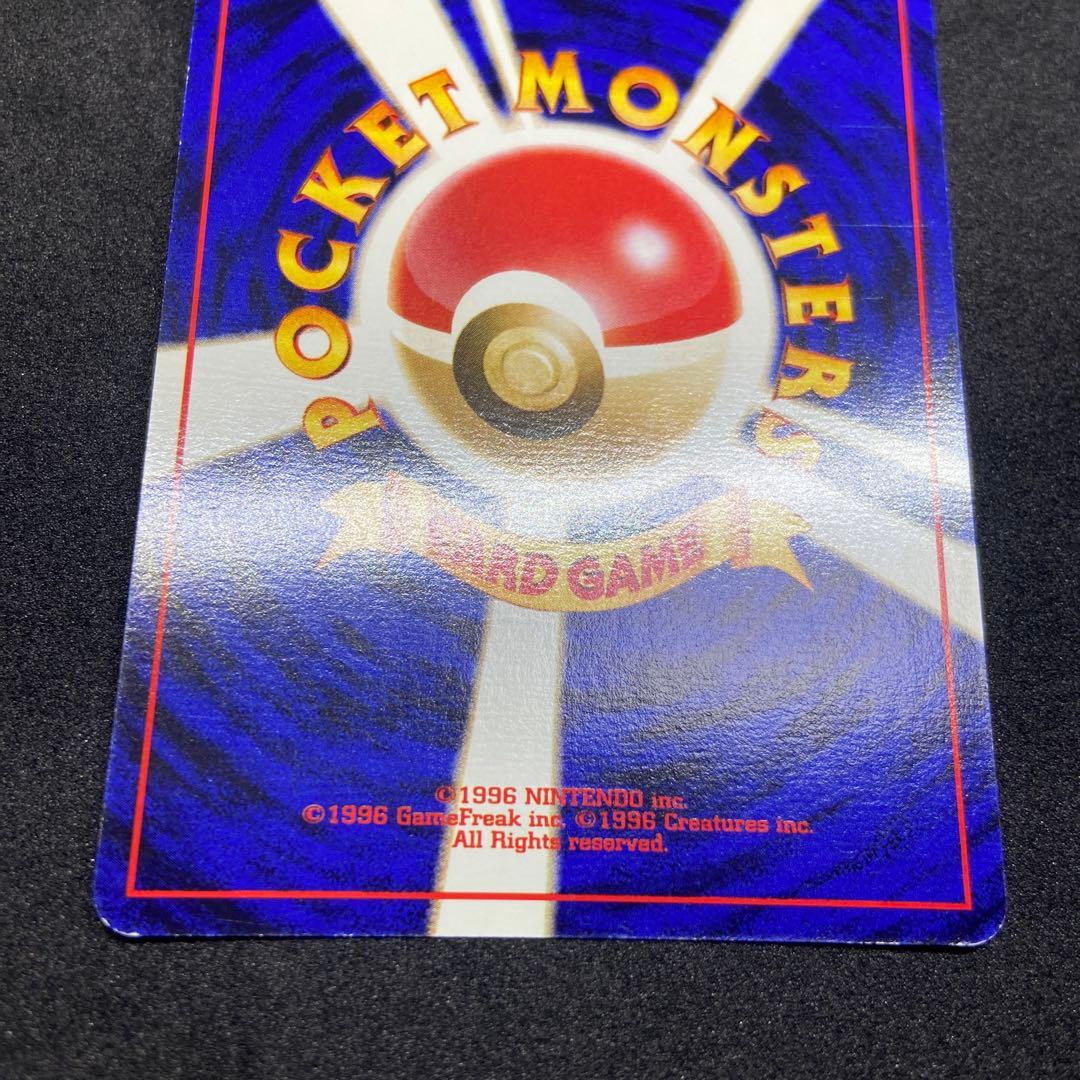 POCKET MONSTERS
CARD GAME
©1996 NINTENDO inc.
©1996 GameFreak inc. ©1996 Creatures inc.
All Rights reserved.